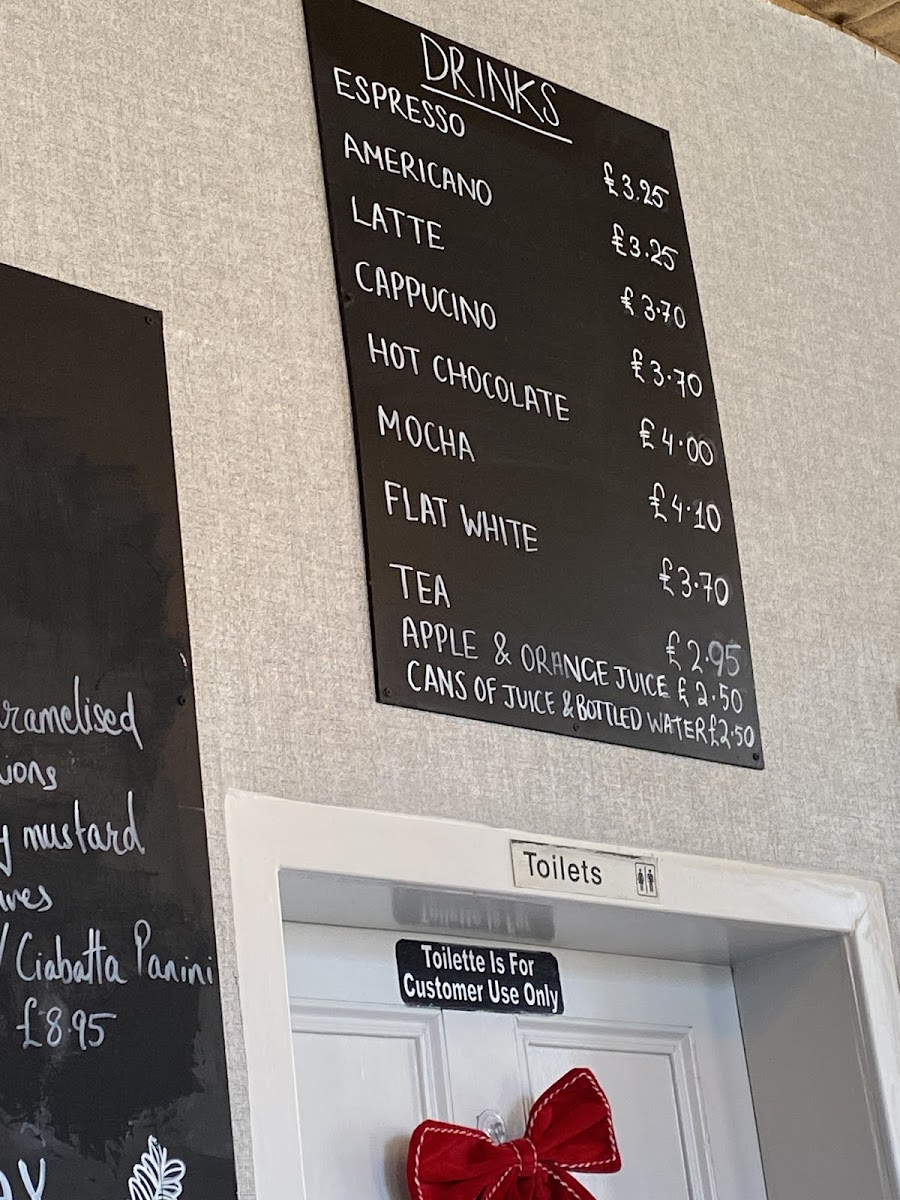 DRINKS
ESPRESSO £3.25
AMERICANO £3.25
LATTE £3.70
CAPPUCINO £3.70
HOT CHOCOLATE £4.00
MOCHA £4.10
FLAT WHITE £3.70
TEA £2.95
APPLE & ORANGE JUICE £2.50
CANS OF JUICE & BOTTLED WATER £2.50
mustard
Ciabatta Panini
£8.95
Toilets
Toilette Is For
Customer Use Only